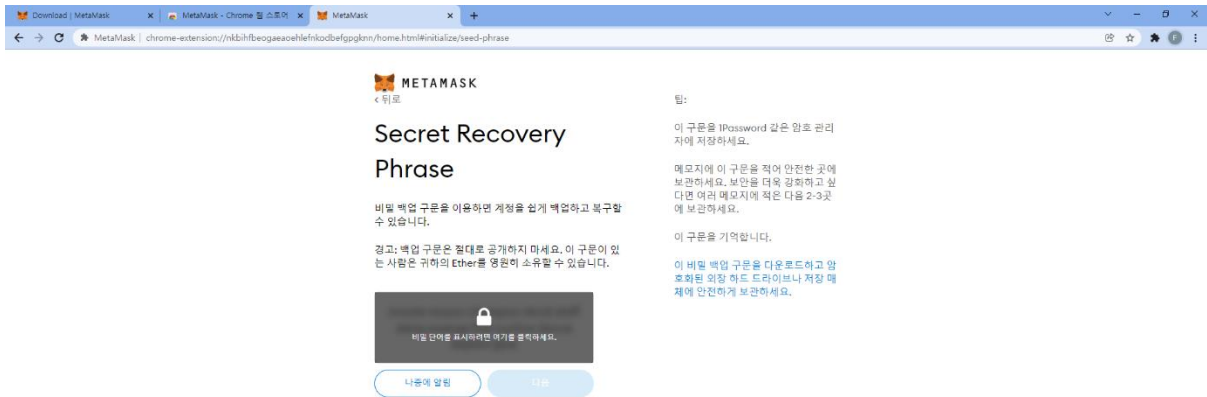 Download | MetaMask
MetaMask - Chrome 웹 스토어
MetaMask
MetaMask | chrome-extension://nkbihfbeogaeaoehlefnkodbefgpgknn/home.html#initialize/seed-phrase
METAMASK
< 뒤로
Secret Recovery
Phrase
비밀 백업 구문을 이용하면 계정을 쉽게 백업하고 복구할
수 있습니다.
경고: 백업 구문은 절대로 공개하지 마세요. 이 구문이 있
는 사람은 귀하의 Ether를 영원히 소유할 수 있습니다.
비밀 단어를 표시하려면 여기를 클릭하세요.
나중에 알림
다음
팁:
이 구문을 1Password 같은 암호 관리
자에 저장하세요.
메모지에 이 구문을 적어 안전한 곳에
보관하세요. 보안을 더욱 강화하고 싶
다면 여러 메모지에 적은 다음 2-3곳
에 보관하세요.
이 구문을 기억합니다.
이 비밀 백업 구문을 다운로드하고 암
호화된 외장 하드 드라이브나 저장 매
체에 안전하게 보관하세요.